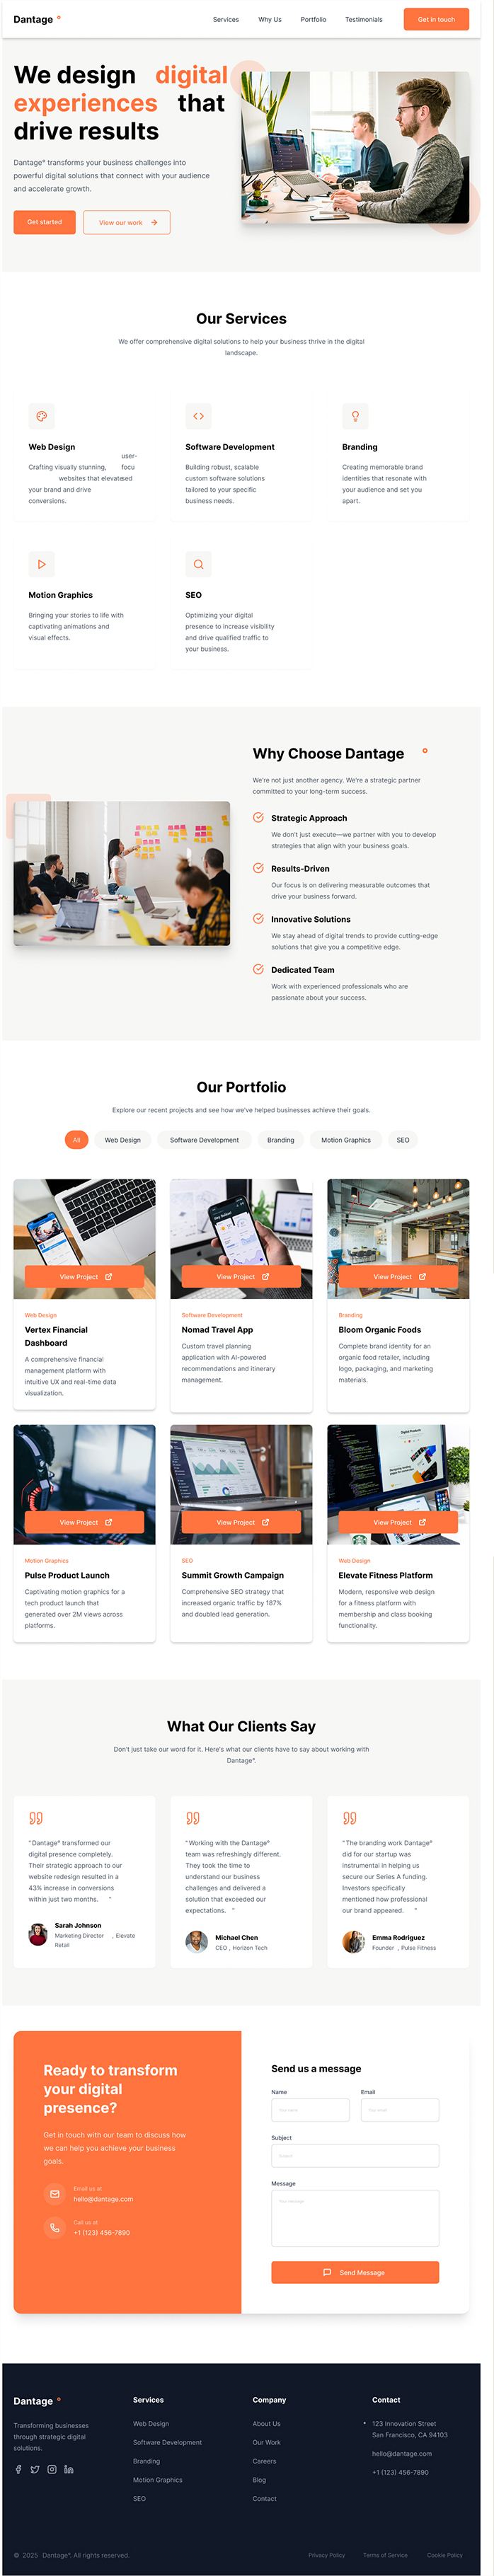 Dantage °
Services Why Us Portfolio Testimonials Get in touch
We design digital
experiences that
drive results
Dantage° transforms your business challenges into
powerful digital solutions that connect with your audience
and accelerate growth.
Get started View our work
Our Services
We offer comprehensive digital solutions to help your business thrive in the digital
landscape.
Web Design
Crafting visually stunning, user-focused
websites that elevate
your brand and drive
conversions.
Software Development
Building robust, scalable
custom software solutions
tailored to your specific
business needs.
Branding
Creating memorable brand
identities that resonate with
your audience and set you
apart.
Motion Graphics
Bringing your stories to life with
captivating animations and
visual effects.
SEO
Optimizing your digital
presence to increase visibility
and drive qualified traffic to
your business.
Why Choose Dantage °
We're not just another agency. We're a strategic partner
committed to your long-term success.
Strategic Approach
We don't just execute—we partner with you to develop
strategies that align with your business goals.
Results-Driven
Our focus is on delivering measurable outcomes that
drive your business forward.
Innovative Solutions
We stay ahead of digital trends to provide cutting-edge
solutions that give you a competitive edge.
Dedicated Team
Work with experienced professionals who are
passionate about your success.
Our Portfolio
Explore our recent projects and see how we've helped businesses achieve their goals.
All Web Design Software Development Branding Motion Graphics SEO
View Project
Web Design
Vertex Financial
Dashboard
A comprehensive financial
management platform with
intuitive UX and real-time data
visualization.
View Project
Software Development
Nomad Travel App
Custom travel planning
application with AI-powered
recommendations and itinerary
management.
View Project
Branding
Bloom Organic Foods
Complete brand identity for an
organic food retailer, including
logo, packaging, and marketing
materials.
View Project
Motion Graphics
Pulse Product Launch
Captivating motion graphics for a
tech product launch that
generated over 2M views across
platforms.
View Project
SEO
Summit Growth Campaign
Comprehensive SEO strategy that
increased organic traffic by 187%
and doubled lead generation.
View Project
Web Design
Elevate Fitness Platform
Modern, responsive web design
for a fitness platform with
membership and class booking
functionality.
What Our Clients Say
Don't just take our word for it. Here's what our clients have to say about working with
Dantage°.
"Dantage° transformed our
digital presence completely.
Their strategic approach to our
website redesign resulted in a
43% increase in conversions
within just two months. "
Sarah Johnson
Marketing Director , Elevate
Retail
"Working with the Dantage°
team was refreshingly different.
They took the time to
understand our business
challenges and delivered a
solution that exceeded our
expectations. "
Michael Chen
CEO , Horizon Tech
"The branding work Dantage°
did for our startup was
instrumental in helping us
secure our Series A funding.
Investors specifically
mentioned how professional
our brand appeared. "
Emma Rodriguez
Founder , Pulse Fitness
Ready to transform
your digital
presence?
Get in touch with our team to discuss how
we can help you achieve your business
goals.
Email us at
hello@dantage.com
Call us at
+1 (123) 456-7890
Send us a message
Name Email
Your name Your email
Subject
Subject
Message
Your message
Send Message
Dantage °
Transforming businesses
through strategic digital
solutions.
Services
Web Design
Software Development
Branding
Motion Graphics
SEO
Company
About Us
Our Work
Careers
Blog
Contact
Contact
• 123 Innovation Street
San Francisco, CA 94103
hello@dantage.com
+1 (123) 456-7890
© 2025 Dantage°. All rights reserved.
Privacy Policy Terms of Service Cookie Policy